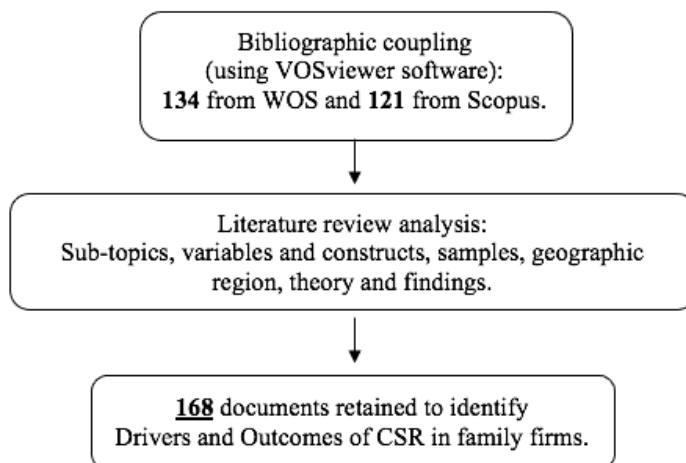 Bibliographic coupling
(using VOSviewer software):
134 from WOS and 121 from Scopus.
Literature review analysis:
Sub-topics, variables and constructs, samples, geographic
region, theory and findings.
168 documents retained to identify
Drivers and Outcomes of CSR in family firms.